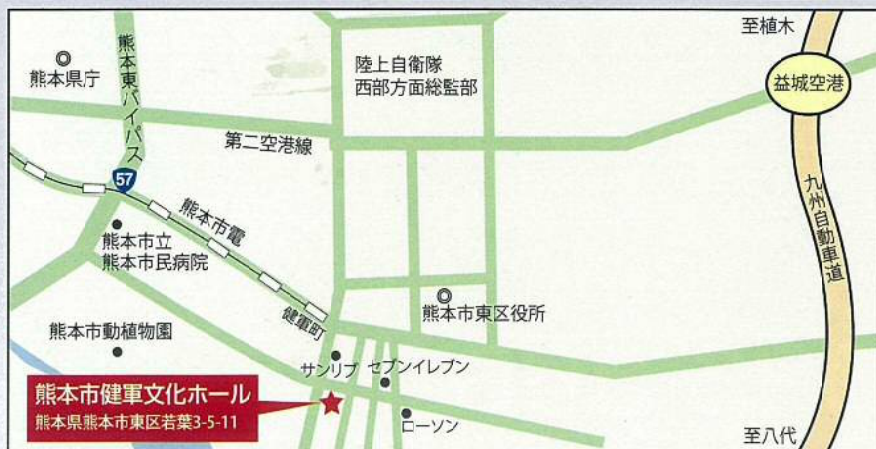 至植木
益城空港
九州自動車道
至八代
熊本県庁
熊本東バイパス
57
陸上自衛隊
西部方面総監部
第二空港線
熊本市電
熊本市立
熊本市民病院
健軍町
熊本市東区役所
熊本市動植物園
サンリブ
セブンイレブン
ローソン
熊本市健軍文化ホール
熊本県熊本市東区若葉3-5-11